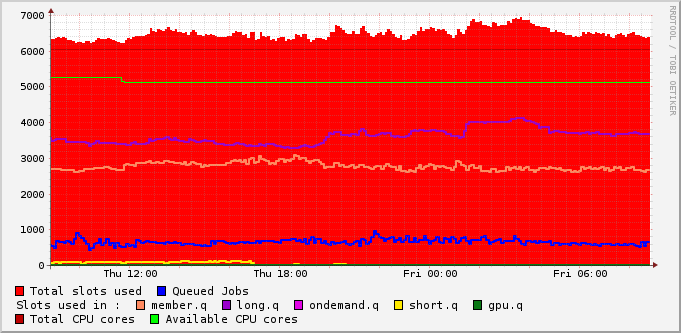 7000
6000
5000
4000
3000
2000
1000
0
Thu 12:00 Thu 18:00 Fri 00:00 Fri 06:00
Total slots used Queued Jobs
Slots used in : member.q long.q ondemand.q short.q gpu.q
Total CPU cores Available CPU cores
RRDTOOL / TOBI OETIKER